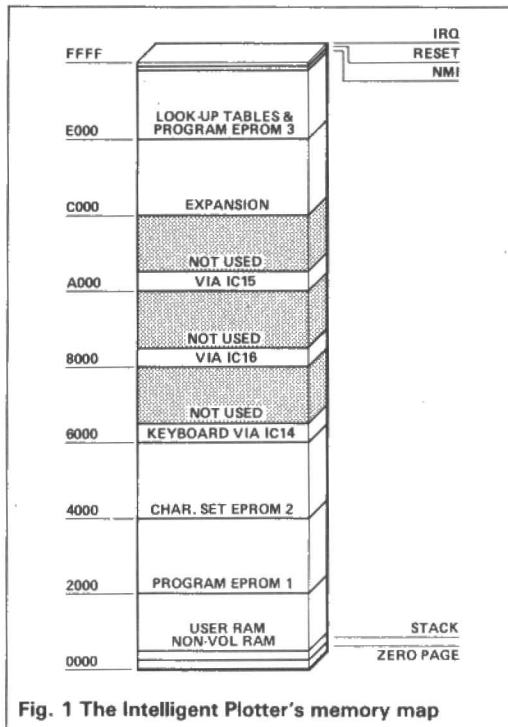 IRQ
FFFF
RESET
NMI
LOOK-UP TABLES &
PROGRAM EPROM 3
E000
C000
EXPANSION
NOT USED
A000
VIA IC15
NOT USED
8000
VIA IC16
NOT USED
6000
KEYBOARD VIA IC14
4000
CHAR. SET EPROM 2
2000
PROGRAM EPROM 1
USER RAM
STACK
NON-VOL RAM
0000
ZERO PAGE
Fig. 1 The Intelligent Plotter's memory map